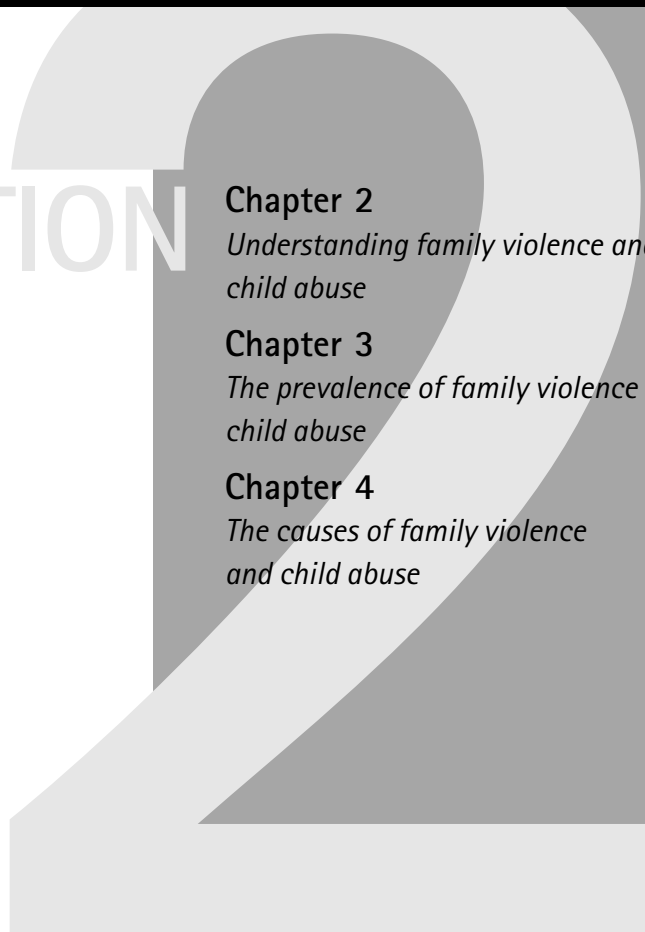 TION
2
Chapter 2
Understanding family violence an
child abuse
Chapter 3
The prevalence of family violence
child abuse
Chapter 4
The causes of family violence
and child abuse